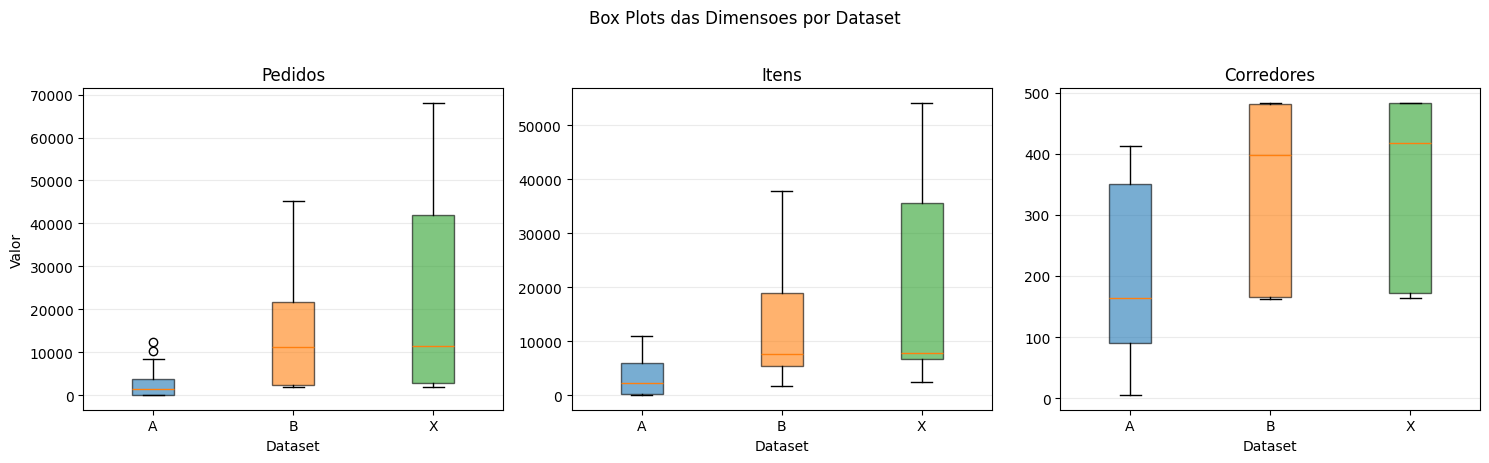 Box Plots das Dimensoes por Dataset
Pedidos
Valor
70000
60000
50000
40000
30000
20000
10000
0
A B X
Dataset
Itens
50000
40000
30000
20000
10000
0
A B X
Dataset
Corredores
500
400
300
200
100
0
A B X
Dataset